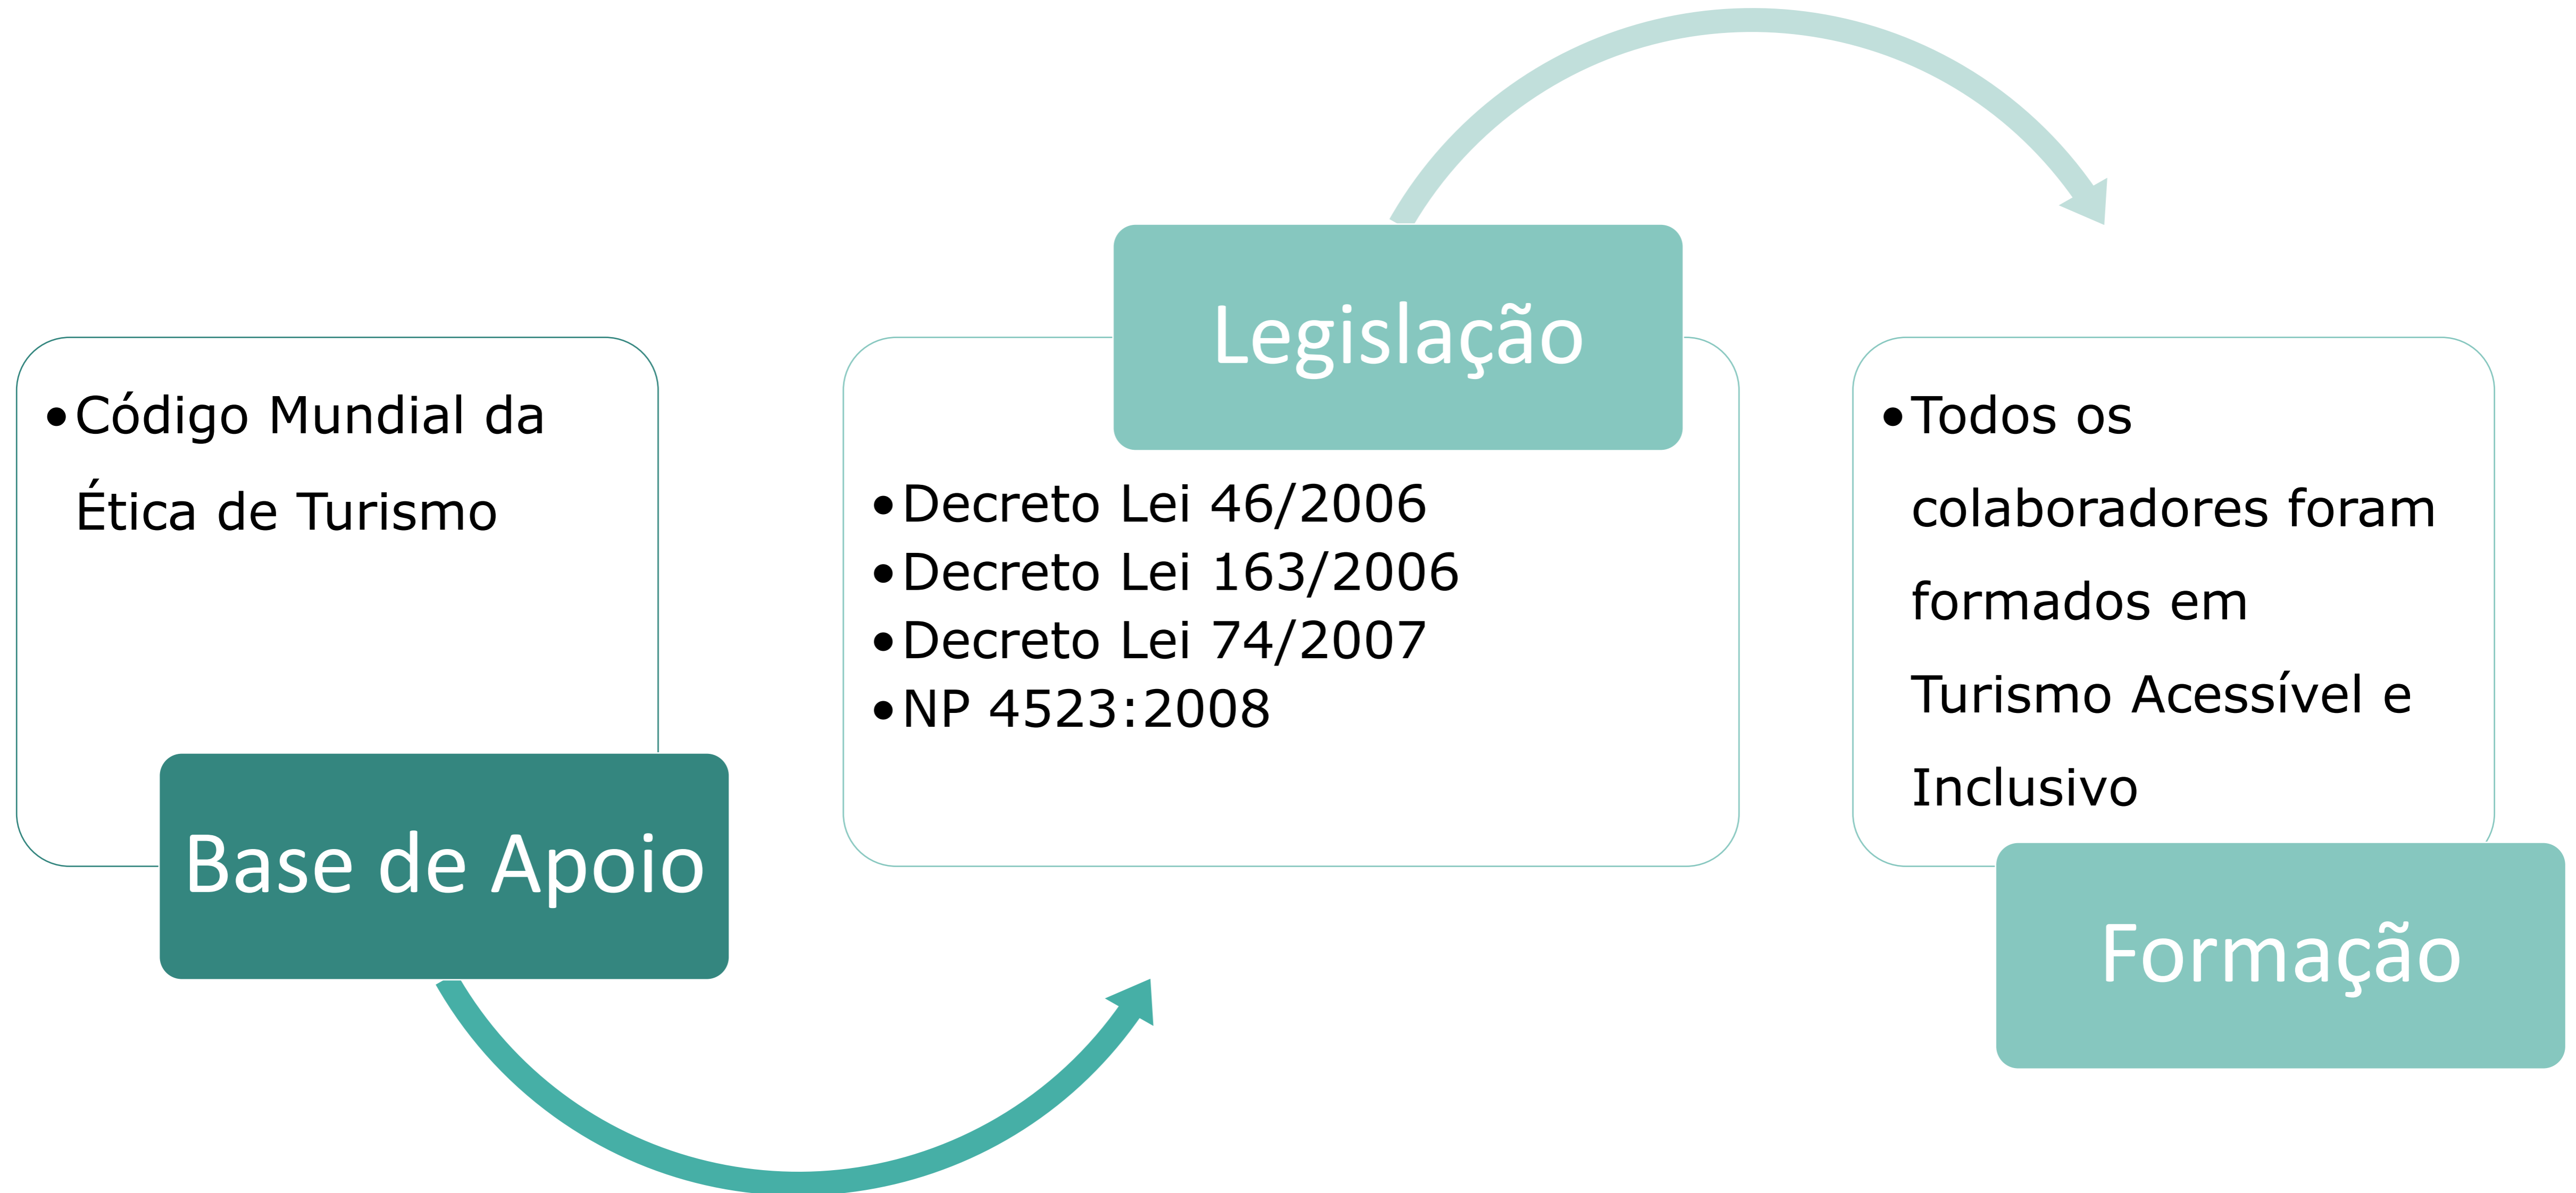 •Código Mundial da
Ética de Turismo
Base de Apoio
Legislação
•Decreto Lei 46/2006
•Decreto Lei 163/2006
•Decreto Lei 74/2007
•NP 4523:2008
•Todos os
colaboradores foram
formados em
Turismo Acessível e
Inclusivo
Formação